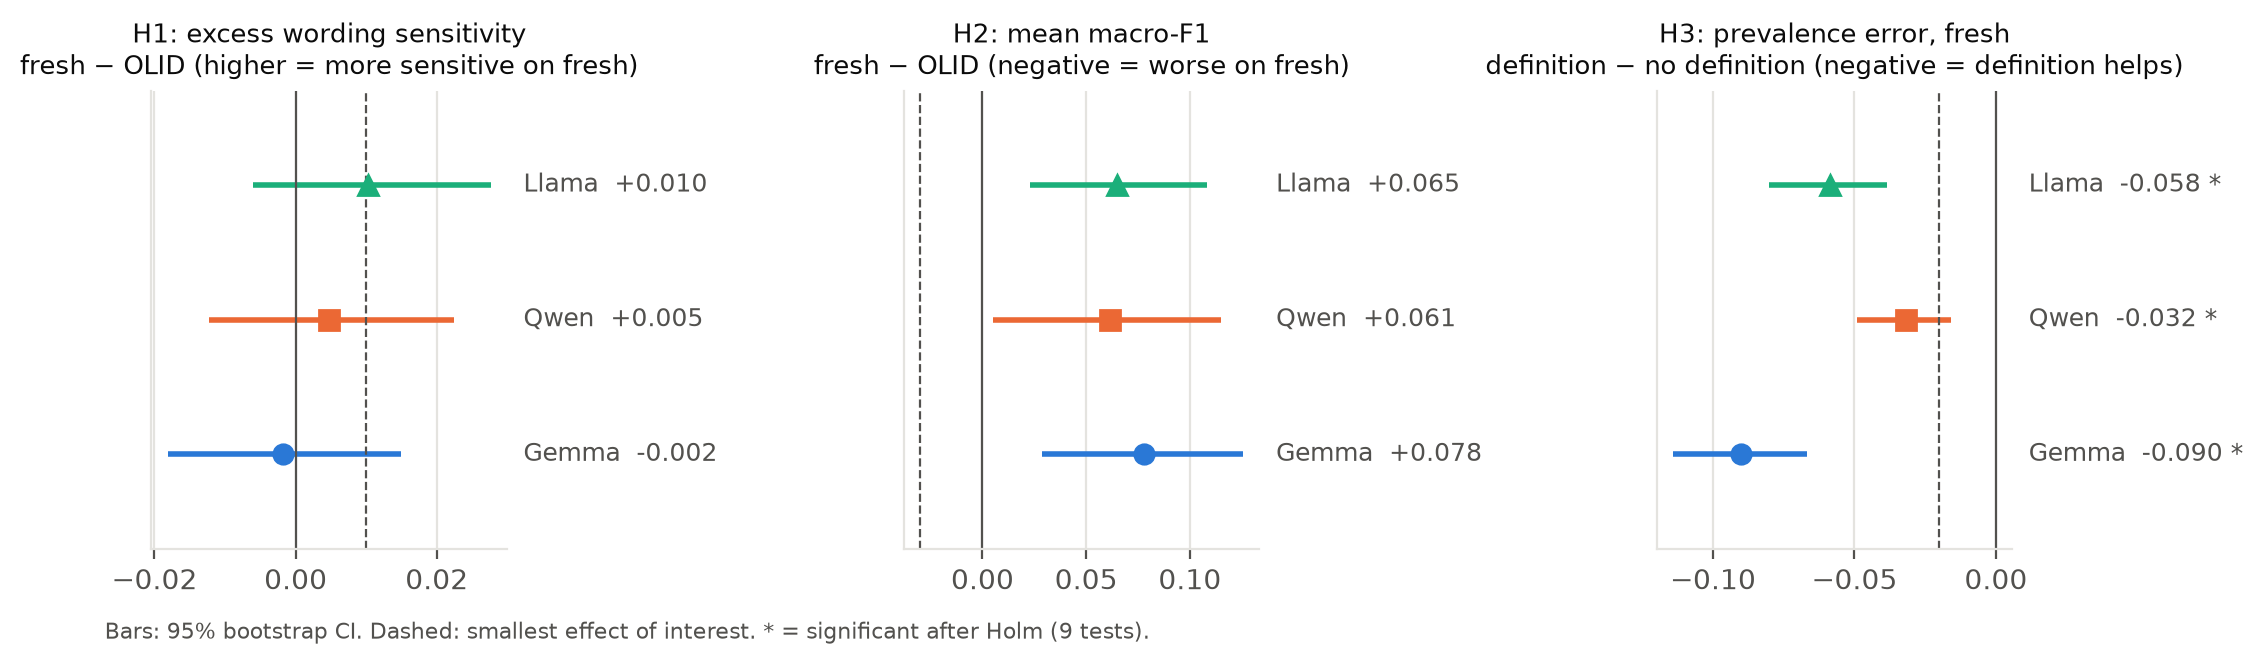 H1: excess wording sensitivity
fresh − OLID (higher = more sensitive on fresh)
Llama +0.010
Qwen +0.005
Gemma -0.002
−0.02 0.00 0.02
H2: mean macro-F1
fresh − OLID (negative = worse on fresh)
Llama +0.065
Qwen +0.061
Gemma +0.078
0.00 0.05 0.10
H3: prevalence error, fresh
definition − no definition (negative = definition helps)
Llama -0.058 *
Qwen -0.032 *
Gemma -0.090 *
−0.10 −0.05 0.00
Bars: 95% bootstrap CI. Dashed: smallest effect of interest. * = significant after Holm (9 tests).